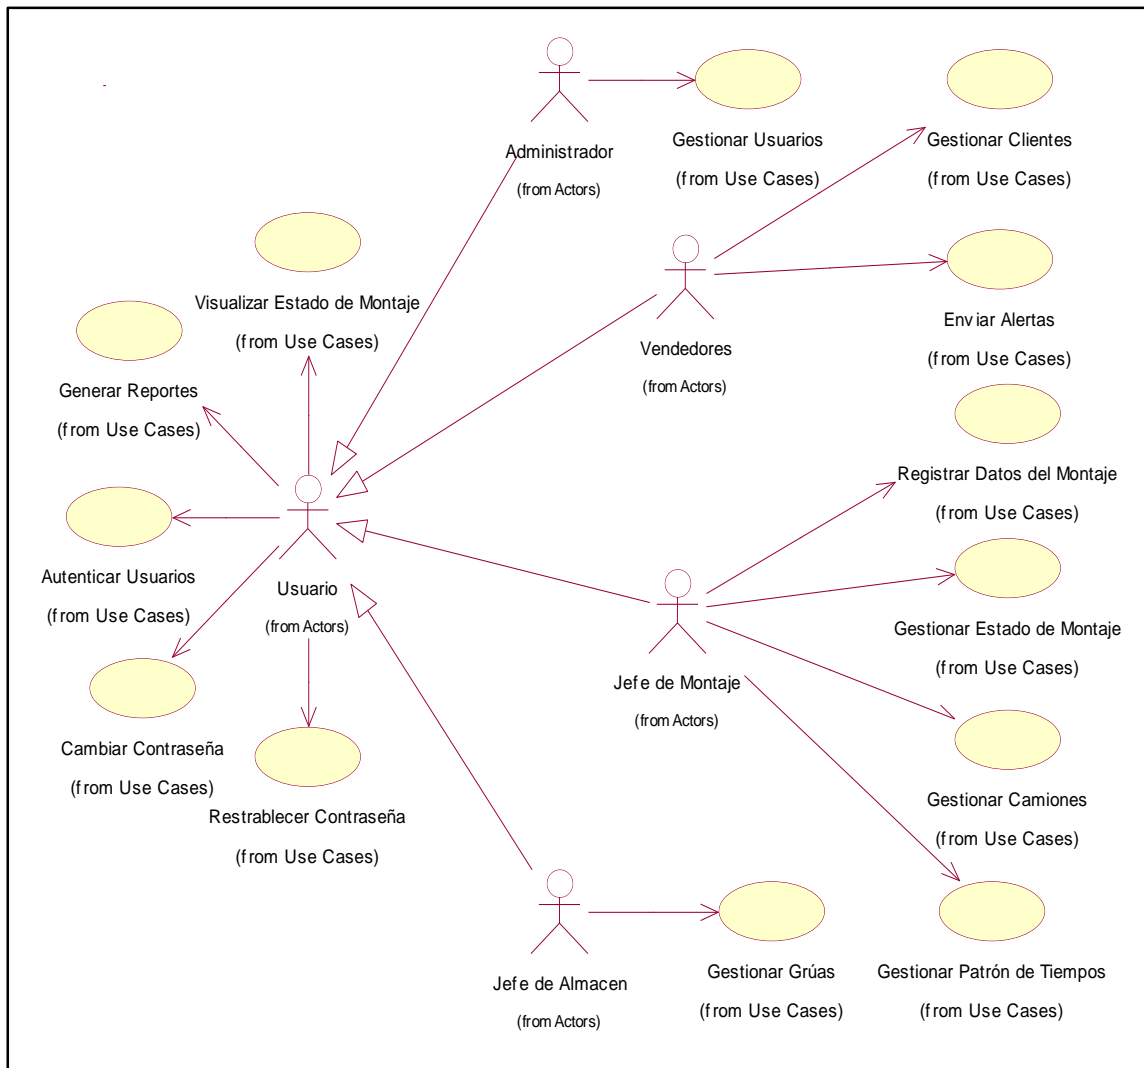 Administrador
(from Actors)
Gestionar Usuarios
(from Use Cases)
Gestionar Clientes
(from Use Cases)
Visualizar Estado de Montaje
(from Use Cases)
Vendedores
(from Actors)
Enviar Alertas
(from Use Cases)
Generar Reportes
(from Use Cases)
Registrar Datos del Montaje
(from Use Cases)
Autenticar Usuarios
(from Use Cases)
Usuario
(from Actors)
Gestionar Estado de Montaje
(from Use Cases)
Jefe de Montaje
(from Actors)
Cambiar Contraseña
(from Use Cases)
Restrablecer Contraseña
(from Use Cases)
Gestionar Camiones
(from Use Cases)
Jefe de Almacen
(from Actors)
Gestionar Grúas
(from Use Cases)
Gestionar Patrón de Tiempos
(from Use Cases)